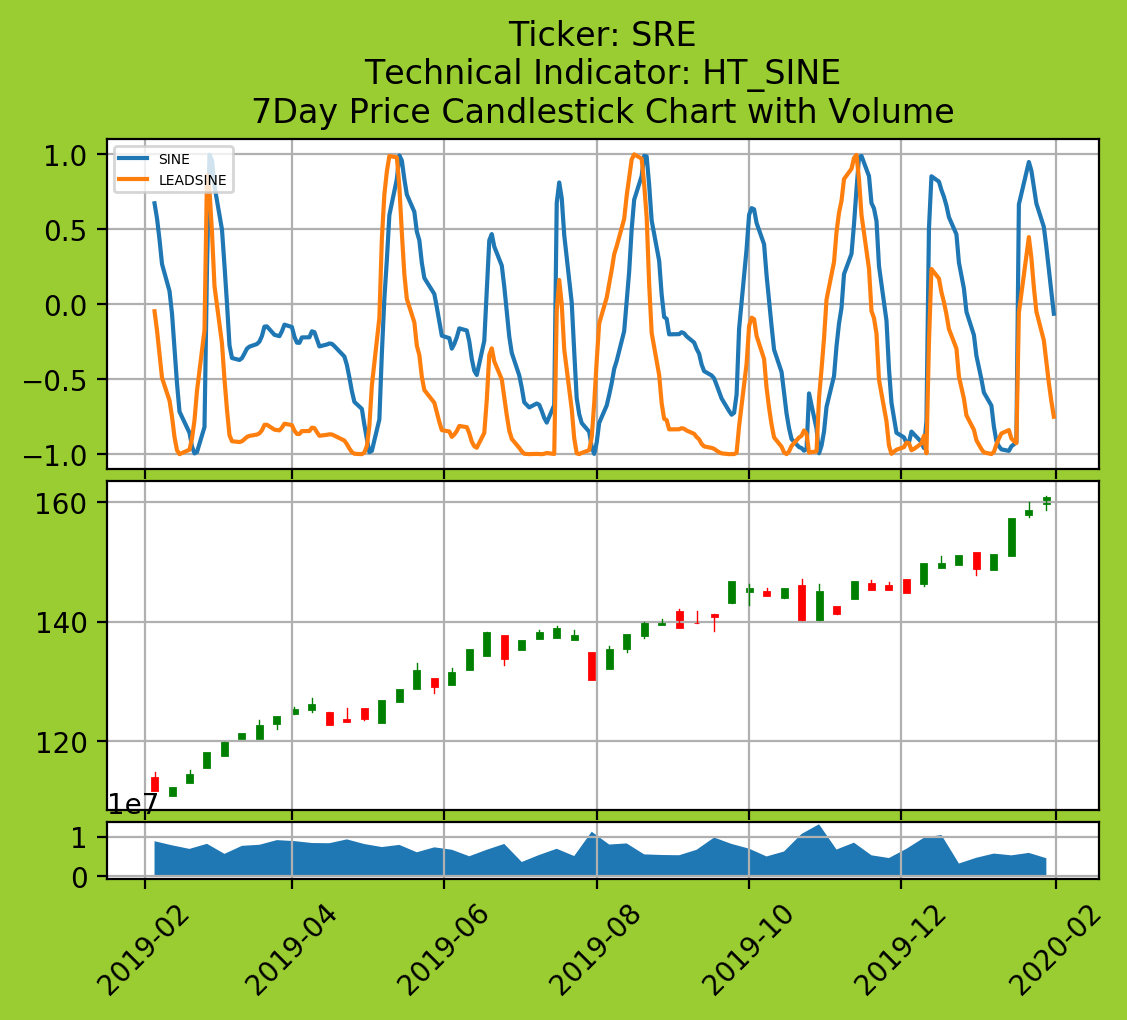 Ticker: SRE
Technical Indicator: HT_SINE
7Day Price Candlestick Chart with Volume
1.0
0.5
0.0
−0.5
−1.0
SINE
LEADSINE
160
140
120
1e7
1
0
2019-02
2019-04
2019-06
2019-08
2019-10
2019-12
2020-02